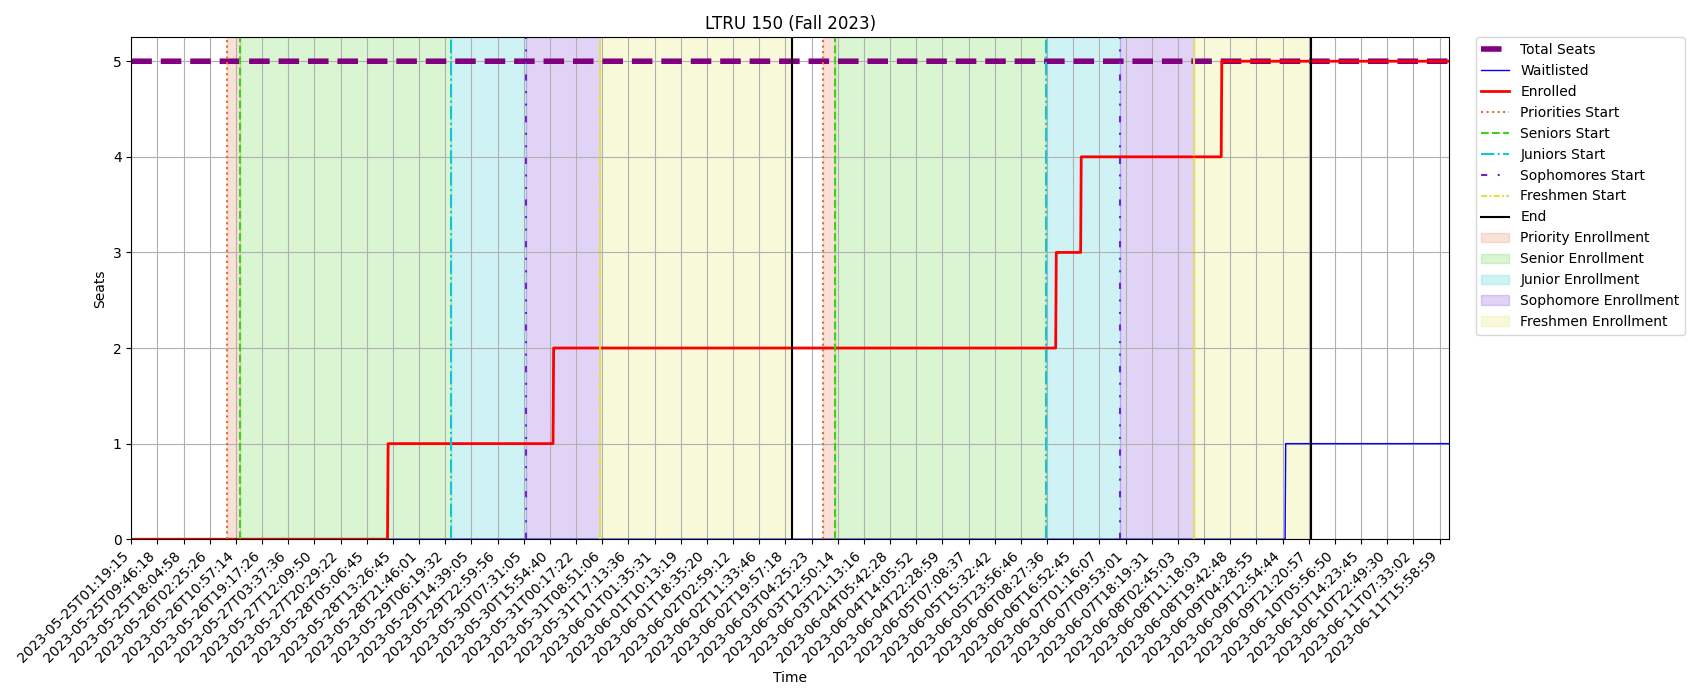 LTRU 150 (Fall 2023)
Seats
5
4
3
2
1
0
2023-05-25T01:19:15
2023-05-25T09:46:18
2023-05-25T18:04:58
2023-05-26T02:25:26
2023-05-26T10:57:14
2023-05-26T19:17:26
2023-05-27T03:37:36
2023-05-27T12:09:50
2023-05-27T20:29:22
2023-05-28T05:06:45
2023-05-28T13:26:45
2023-05-28T21:46:01
2023-05-29T06:19:32
2023-05-29T14:39:05
2023-05-29T22:59:56
2023-05-30T07:31:05
2023-05-30T15:54:40
2023-05-31T00:17:22
2023-05-31T08:51:06
2023-05-31T17:13:36
2023-06-01T01:35:31
2023-06-01T10:13:19
2023-06-01T18:35:20
2023-06-02T02:59:12
2023-06-02T11:33:46
2023-06-02T19:57:18
2023-06-03T04:25:23
2023-06-03T12:50:14
2023-06-03T21:13:16
2023-06-04T05:42:28
2023-06-04T14:05:52
2023-06-04T22:28:59
2023-06-05T07:08:37
2023-06-05T15:32:42
2023-06-05T23:56:46
2023-06-06T08:27:36
2023-06-06T16:52:45
2023-06-07T01:16:07
2023-06-07T09:53:01
2023-06-07T18:19:31
2023-06-08T02:45:03
2023-06-08T11:18:03
2023-06-08T19:42:48
2023-06-09T04:28:55
2023-06-09T12:54:44
2023-06-09T21:20:57
2023-06-10T05:56:50
2023-06-10T14:23:45
2023-06-10T22:49:30
2023-06-11T07:33:02
2023-06-11T15:58:59
Time
Total Seats
Waitlisted
Enrolled
Priorities Start
Seniors Start
Juniors Start
Sophomores Start
Freshmen Start
End
Priority Enrollment
Senior Enrollment
Junior Enrollment
Sophomore Enrollment
Freshmen Enrollment